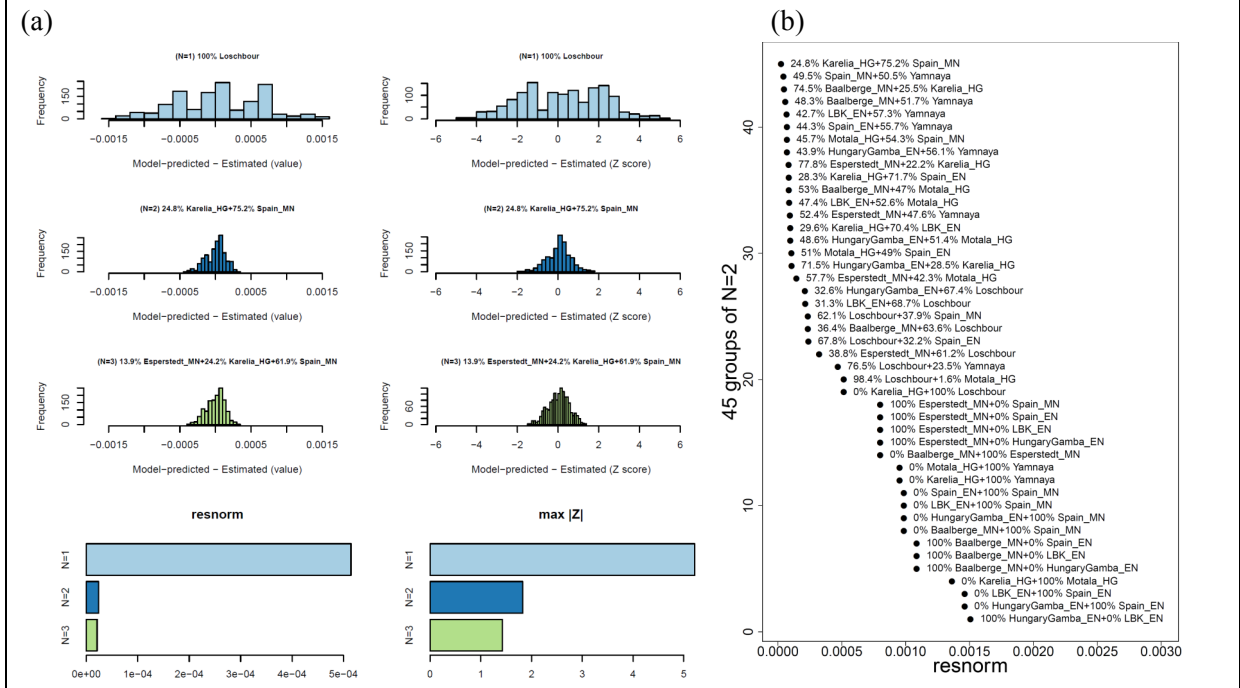 (a)
(N=1) 100% Loschbour
Frequency
0 150
−0.0015 −0.0005 0.0005 0.0015
Model−predicted − Estimated (value)
(N=1) 100% Loschbour
Frequency
0 100
−6 −4 −2 0 2 4 6
Model−predicted − Estimated (Z score)
(N=2) 24.8% Karelia_HG+75.2% Spain_MN
Frequency
0 150
−0.0015 −0.0005 0.0005 0.0015
Model−predicted − Estimated (value)
(N=2) 24.8% Karelia_HG+75.2% Spain_MN
Frequency
0 150
−6 −4 −2 0 2 4 6
Model−predicted − Estimated (Z score)
(N=3) 13.9% Esperstedt_MN+24.2% Karelia_HG+61.9% Spain_MN
Frequency
0 150
−0.0015 −0.0005 0.0005 0.0015
Model−predicted − Estimated (value)
(N=3) 13.9% Esperstedt_MN+24.2% Karelia_HG+61.9% Spain_MN
Frequency
0 60
−6 −4 −2 0 2 4 6
Model−predicted − Estimated (Z score)
resnorm
N=1
N=2
N=3
0e+00 1e−04 2e−04 3e−04 4e−04 5e−04
max |Z|
N=1
N=2
N=3
0 1 2 3 4 5
(b)
45 groups of N=2
40
30
20
10
0
24.8% Karelia_HG+75.2% Spain_MN
49.5% Spain_MN+50.5% Yamnaya
74.5% Baalberge_MN+25.5% Karelia_HG
48.3% Baalberge_MN+51.7% Yamnaya
42.7% LBK_EN+57.3% Yamnaya
44.3% Spain_EN+55.7% Yamnaya
45.7% Motala_HG+54.3% Spain_MN
43.9% HungaryGamba_EN+56.1% Yamnaya
77.8% Esperstedt_MN+22.2% Karelia_HG
28.3% Karelia_HG+71.7% Spain_EN
53% Baalberge_MN+47% Motala_HG
47.4% LBK_EN+52.6% Motala_HG
52.4% Esperstedt_MN+47.6% Yamnaya
29.6% Karelia_HG+70.4% LBK_EN
48.6% HungaryGamba_EN+51.4% Motala_HG
51% Motala_HG+49% Spain_EN
71.5% HungaryGamba_EN+28.5% Karelia_HG
57.7% Esperstedt_MN+42.3% Motala_HG
32.6% HungaryGamba_EN+67.4% Loschbour
31.3% LBK_EN+68.7% Loschbour
62.1% Loschbour+37.9% Spain_MN
36.4% Baalberge_MN+63.6% Loschbour
67.8% Loschbour+32.2% Spain_EN
38.8% Esperstedt_MN+61.2% Loschbour
76.5% Loschbour+23.5% Yamnaya
98.4% Loschbour+1.6% Motala_HG
0% Karelia_HG+100% Loschbour
100% Esperstedt_MN+0% Spain_MN
100% Esperstedt_MN+0% Spain_EN
100% Esperstedt_MN+0% LBK_EN
100% Esperstedt_MN+0% HungaryGamba_EN
0% Baalberge_MN+100% Esperstedt_MN
0% Motala_HG+100% Yamnaya
0% Karelia_HG+100% Yamnaya
0% Spain_EN+100% Spain_MN
0% LBK_EN+100% Spain_MN
0% HungaryGamba_EN+100% Spain_MN
0% Baalberge_MN+100% Spain_MN
100% Baalberge_MN+0% Spain_EN
100% Baalberge_MN+0% LBK_EN
100% Baalberge_MN+0% HungaryGamba_EN
0% Karelia_HG+100% Motala_HG
0% LBK_EN+100% Spain_EN
0% HungaryGamba_EN+100% Spain_EN
100% HungaryGamba_EN+0% LBK_EN
0.0000 0.0005 0.0010 0.0015 0.0020 0.0025 0.0030
resnorm